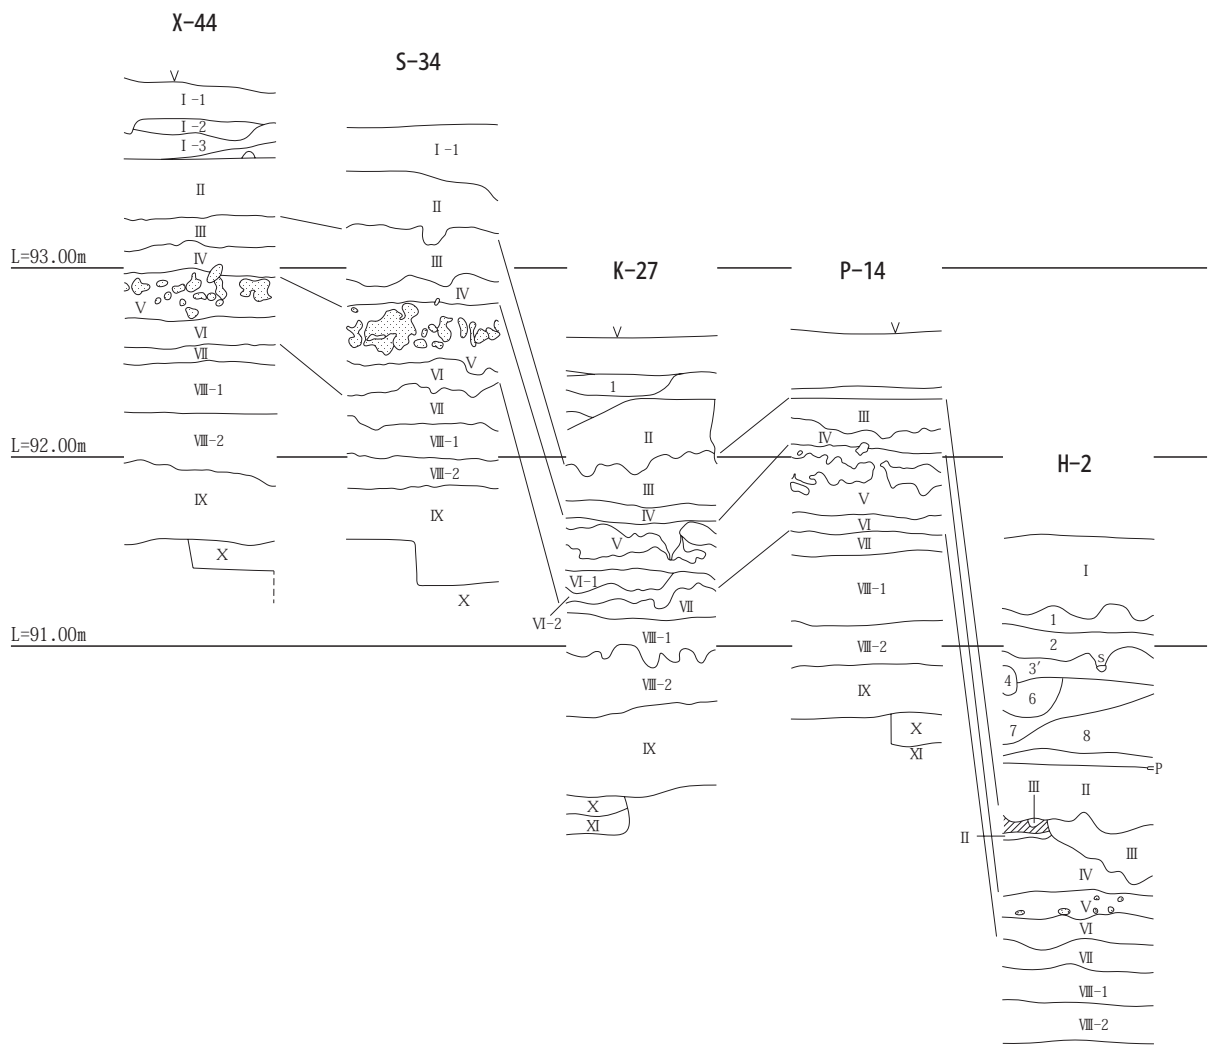 X-44
I-1
I-2
I-3
II
III
IV
V
VI
VII
VIII-1
VIII-2
IX
X
S-34
I-1
II
III
IV
V
VI
VII
VIII-1
VIII-2
IX
X
L=93.00m
L=92.00m
L=91.00m
K-27
1
II
III
IV
V
VI-1
VI-2
VII
VIII-1
VIII-2
IX
X
XI
P-14
III
IV
V
VI
VII
VIII-1
VIII-2
IX
X
XI
H-2
I
1
2
S
3′
4
6
7
8
P
III
II
II
III
IV
V
VI
VII
VIII-1
VIII-2